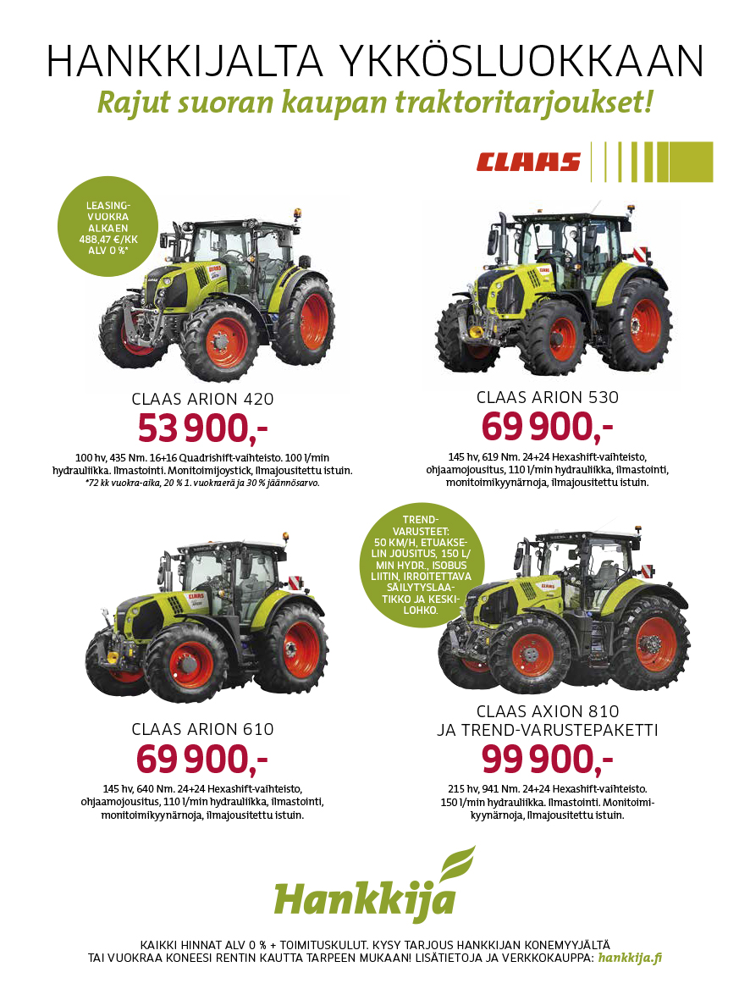 HANKKIJALTA YKKÖSLUOKKAAN
Rajut suoran kaupan traktoritarjoukset!
CLAAS
LEASING-
VUOKRA
ALKAEN
488,47 €/KK
ALV 0 %*
CLAAS ARION 420
53 900,-
100 hv, 435 Nm. 16+16 Quadrishift-vaihteisto. 100 l/min
hydrauliikka. Ilmastointi. Monitoimijoystick, Ilmajousitettu istuin.
*72 kk vuokra-aika, 20 % 1. vuokraerä ja 30 % jäännösarvo.
CLAAS ARION 530
69 900,-
145 hv, 619 Nm. 24+24 Hexashift-vaihteisto,
ohjaamojousitus, 110 l/min hydrauliikka, ilmastointi,
monitoimikyynärnoja, ilmajousitettu istuin.
CLAAS ARION 610
69 900,-
145 hv, 640 Nm. 24+24 Hexashift-vaihteisto,
ohjaamojousitus, 110 l/min hydrauliikka, ilmastointi,
monitoimikyynärnoja, ilmajousitettu istuin.
TREND-
VARUSTEET:
50 KM/H, ETUAKSE-
LIN JOUSITUS, 150 L/
MIN HYDR., ISOBUS
LIITIN, IRROITETTAVA
SÄILYTYSLAA-
TIKKO JA KESKI-
LOHKO.
CLAAS AXION 810
JA TREND-VARUSTEPAKETTI
99 900,-
215 hv, 941 Nm. 24+24 Hexashift-vaihteisto.
150 l/min hydrauliikka. Ilmastointi. Monitoimi-
kyynärnoja, Ilmajousitettu istuin.
Hankkija
KAIKKI HINNAT ALV 0 % + TOIMITUSKULUT. KYSY TARJOUS HANKKIJAN KONEMYYJÄLTÄ
TAI VUOKRAA KONEESI RENTIN KAUTTA TARPEEN MUKAAN! LISÄTIETOJA JA VERKKOKAUPPA: hankkija.fi